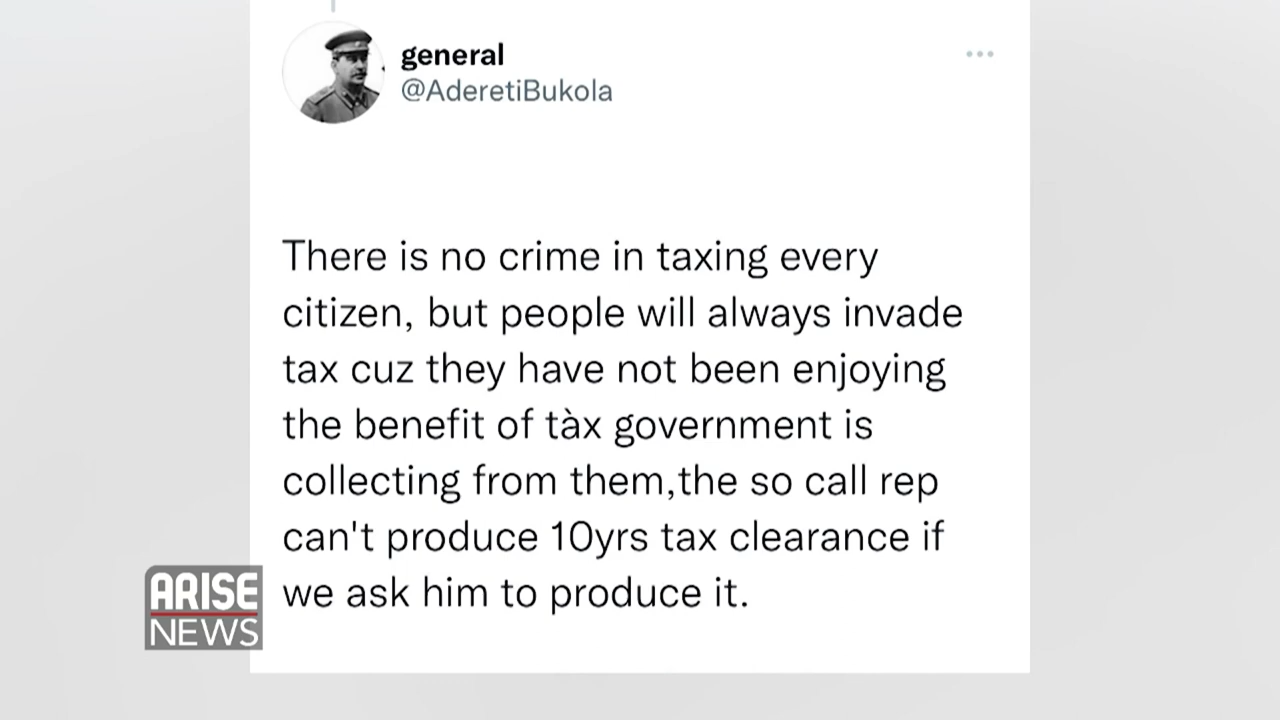 general
@AderetiBukola
There is no crime in taxing every
citizen, but people will always invade
tax cuz they have not been enjoying
the benefit of tàx government is
collecting from them,the so call rep
can't produce 10yrs tax clearance if
we ask him to produce it.
ARISE
NEWS